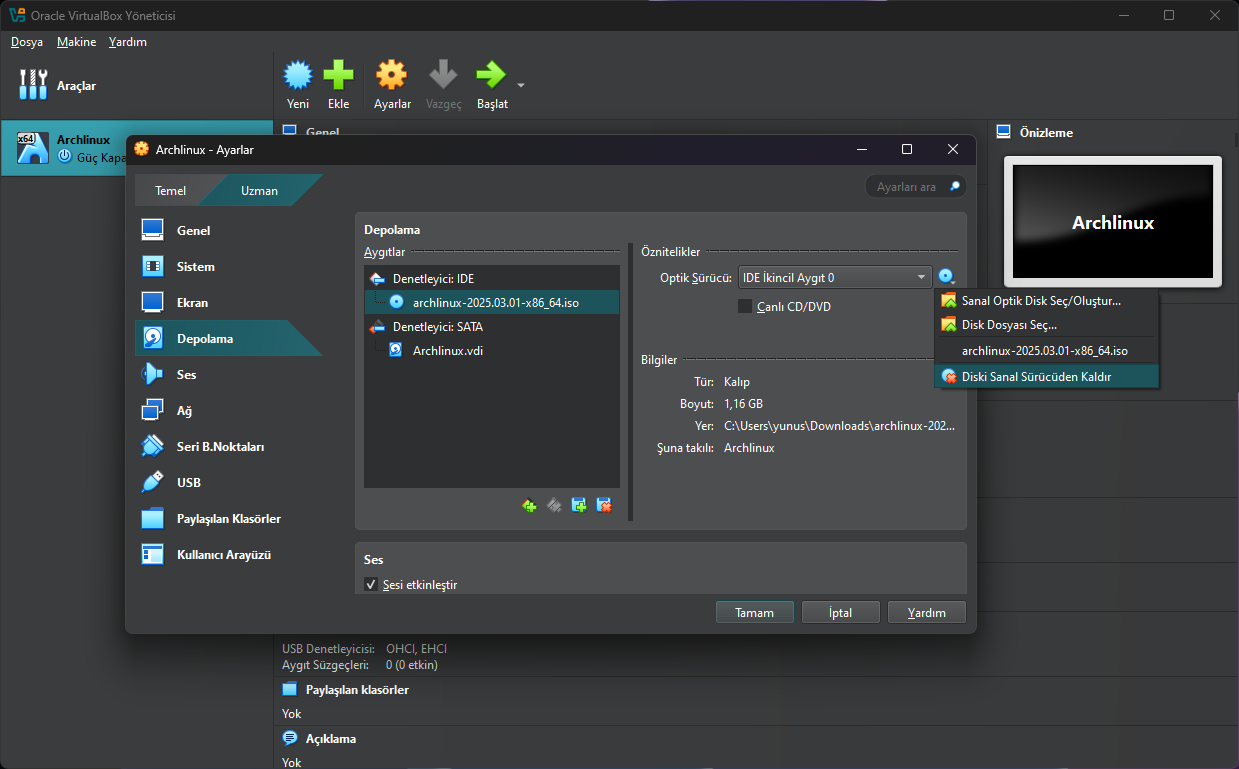 Oracle VirtualBox Yöneticisi
Dosya Makine Yardım
Araçlar
Yeni Ekle Ayarlar Vazgeç Başlat
x64
Archlinux
Güç Kapa
Genel
Önizleme
Archlinux
Archlinux - Ayarlar
Temel Uzman
Ayarları ara
Genel
Sistem
Ekran
Depolama
Ses
Ağ
Seri B.Noktaları
USB
Paylaşılan Klasörler
Kullanıcı Arayüzü
Depolama
Aygıtlar
Denetleyici: IDE
archlinux-2025.03.01-x86_64.iso
Denetleyici: SATA
Archlinux.vdi
Öznitelikler
Optik Sürücü: IDE İkincil Aygıt 0
Canlı CD/DVD
Bilgiler
Tür: Kalıp
Boyut: 1,16 GB
Yer: C:\Users\yunus\Downloads\archlinux-202...
Şuna takılı: Archlinux
Sanal Optik Disk Seç/Oluştur...
Disk Dosyası Seç...
archlinux-2025.03.01-x86_64.iso
Diski Sanal Sürücüden Kaldır
Ses
Sesi etkinleştir
Tamam İptal Yardım
USB Denetleyicisi: OHCI, EHCI
Aygıt Süzgeçleri: 0 (0 etkin)
Paylaşılan klasörler
Yok
Açıklama
Yok